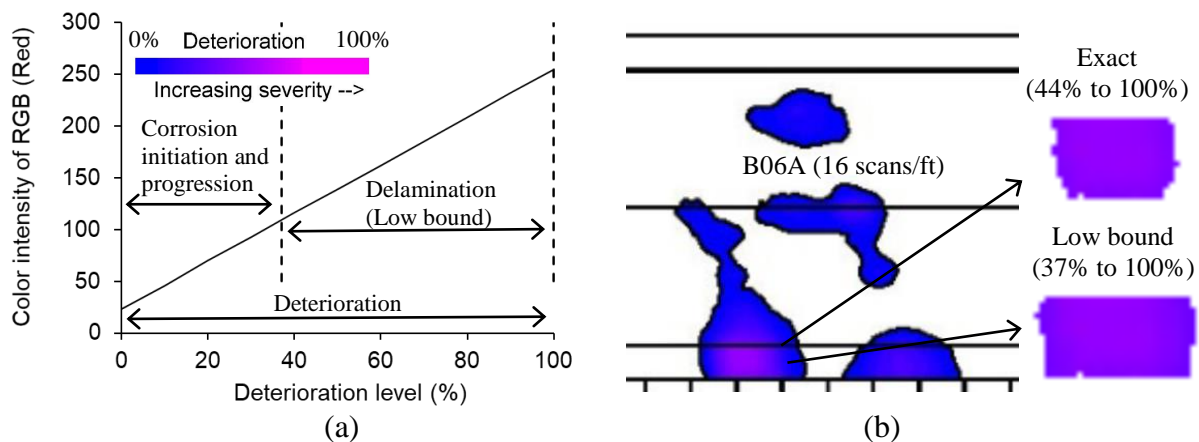 300
250
200
150
100
50
0
Color intensity of RGB (Red)
0% Deterioration 100%
Increasing severity -->
Corrosion
initiation and
progression
Delamination
(Low bound)
Deterioration
0 20 40 60 80 100
Deterioration level (%)
(a)
B06A (16 scans/ft)
Exact
(44% to 100%)
Low bound
(37% to 100%)
(b)